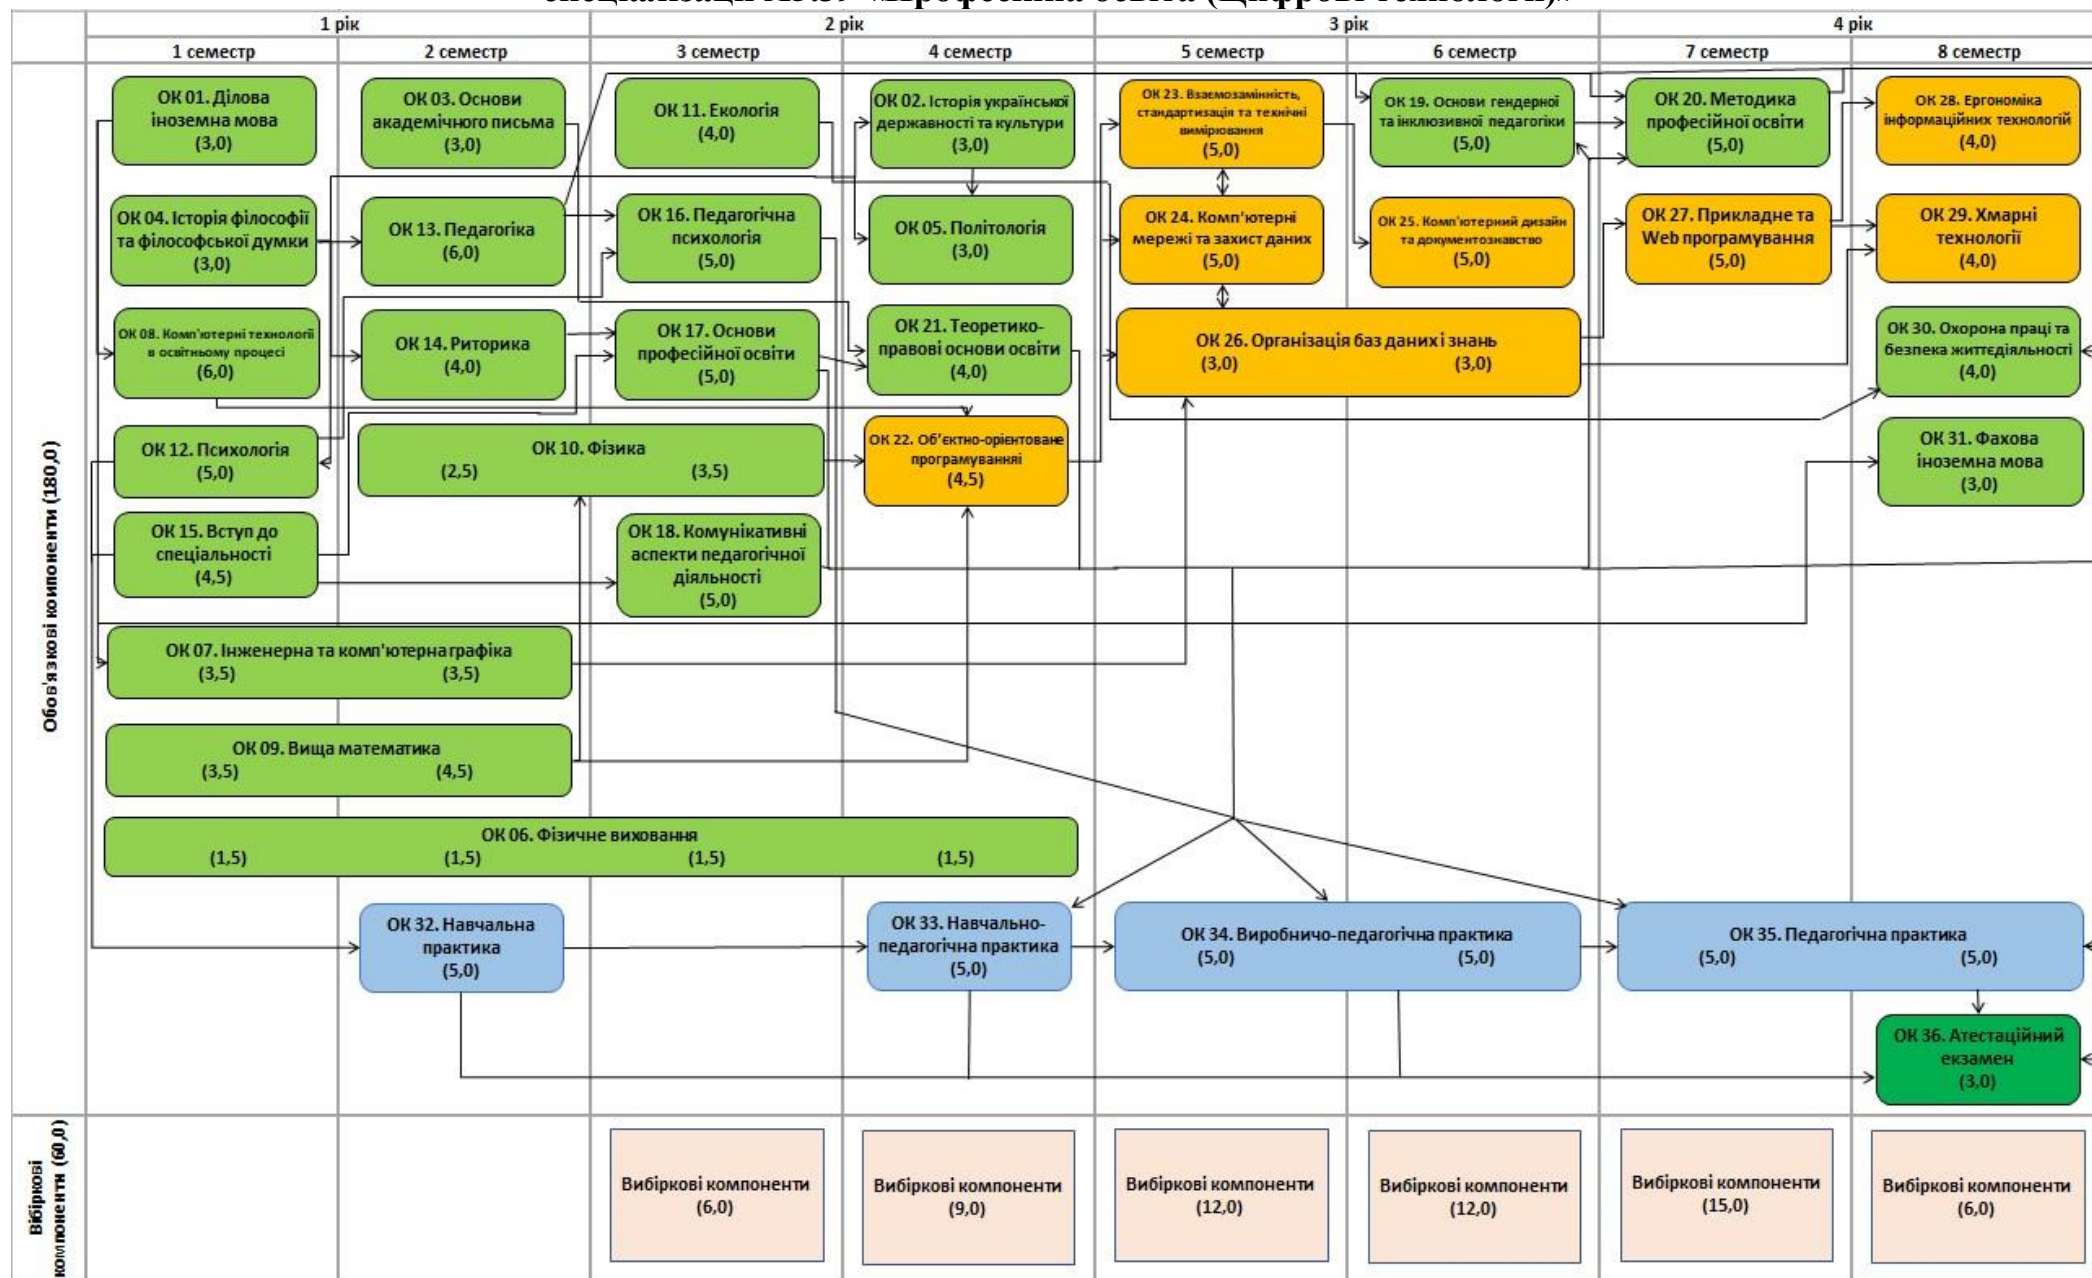 спеціалізації А5.39 «Професійна освіта (Цифрові технології)»
1 рік
2 рік
3 рік
4 рік
1 семестр
2 семестр
3 семестр
4 семестр
5 семестр
6 семестр
7 семестр
8 семестр
Обов'язкові коипоненти (180,0)
ОК 01. Ділова
іноземна мова
(3,0)
ОК 03. Основи
академічного письма
(3,0)
ОК 11. Екологія
(4,0)
ОК 02. Історія української
державності та культури
(3,0)
ОК 23. Взаємозамінність,
стандартизація та технічні
вимірювання
(5,0)
ОК 19. Основи гендерної
та інклюзивної педагогіки
(5,0)
ОК 20. Методика
професійної освіти
(5,0)
ОК 28. Ергономіка
інформаційних технологій
(4,0)
ОК 04. Історія філософії
та філософської думки
(3,0)
ОК 13. Педагогіка
(6,0)
ОК 16. Педагогічна
психологія
(5,0)
ОК 05. Політологія
(3,0)
ОК 24. Комп'ютерні
мережі та захист даних
(5,0)
ОК 25. Комп'ютерний дизайн
та документознавство
(5,0)
ОК 27. Прикладне та
Web програмування
(5,0)
ОК 29. Хмарні
технології
(4,0)
ОК 08. Комп'ютерні технології
в освітньому процесі
(6,0)
ОК 14. Риторика
(4,0)
ОК 17. Основи
професійної освіти
(5,0)
ОК 21. Теоретико-
правові основи освіти
(4,0)
ОК 26. Організація баз даних і знань
(3,0) (3,0)
ОК 30. Охорона праці та
безпека життєдіяльності
(4,0)
ОК 12. Психологія
(5,0)
ОК 10. Фізика
(2,5) (3,5)
ОК 22. Об'єктно-орієнтоване
програмуванняі
(4,5)
ОК 31. Фахова
іноземна мова
(3,0)
ОК 15. Вступ до
спеціальності
(4,5)
ОК 18. Комунікативні
аспекти педагогічної
діяльності
(5,0)
ОК 07. Інженерна та комп'ютерна графіка
(3,5) (3,5)
ОК 09. Вища математика
(3,5) (4,5)
ОК 06. Фізичне виховання
(1,5) (1,5) (1,5) (1,5)
ОК 32. Навчальна
практика
(5,0)
ОК 33. Навчально-
педагогічна практика
(5,0)
ОК 34. Виробничо-педагогічна практика
(5,0) (5,0)
ОК 35. Педагогічна практика
(5,0) (5,0)
ОК 36. Атестаційний
екзамен
(3,0)
Вібіркові
компоненти (60,0)
Вибіркові компоненти
(6,0)
Вибіркові компоненти
(9,0)
Вибіркові компоненти
(12,0)
Вибіркові компоненти
(12,0)
Вибіркові компоненти
(15,0)
Вибіркові компоненти
(6,0)